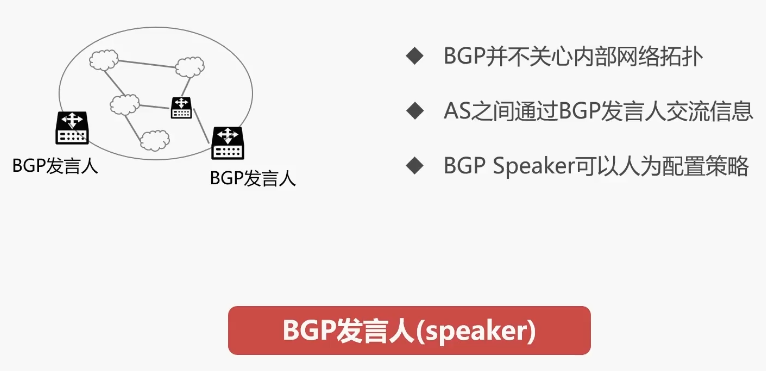 BGP并不关心内部网络拓扑
AS之间通过BGP发言人交流信息
BGP Speaker可以人为配置策略
BGP发言人
BGP发言人
BGP发言人(speaker)